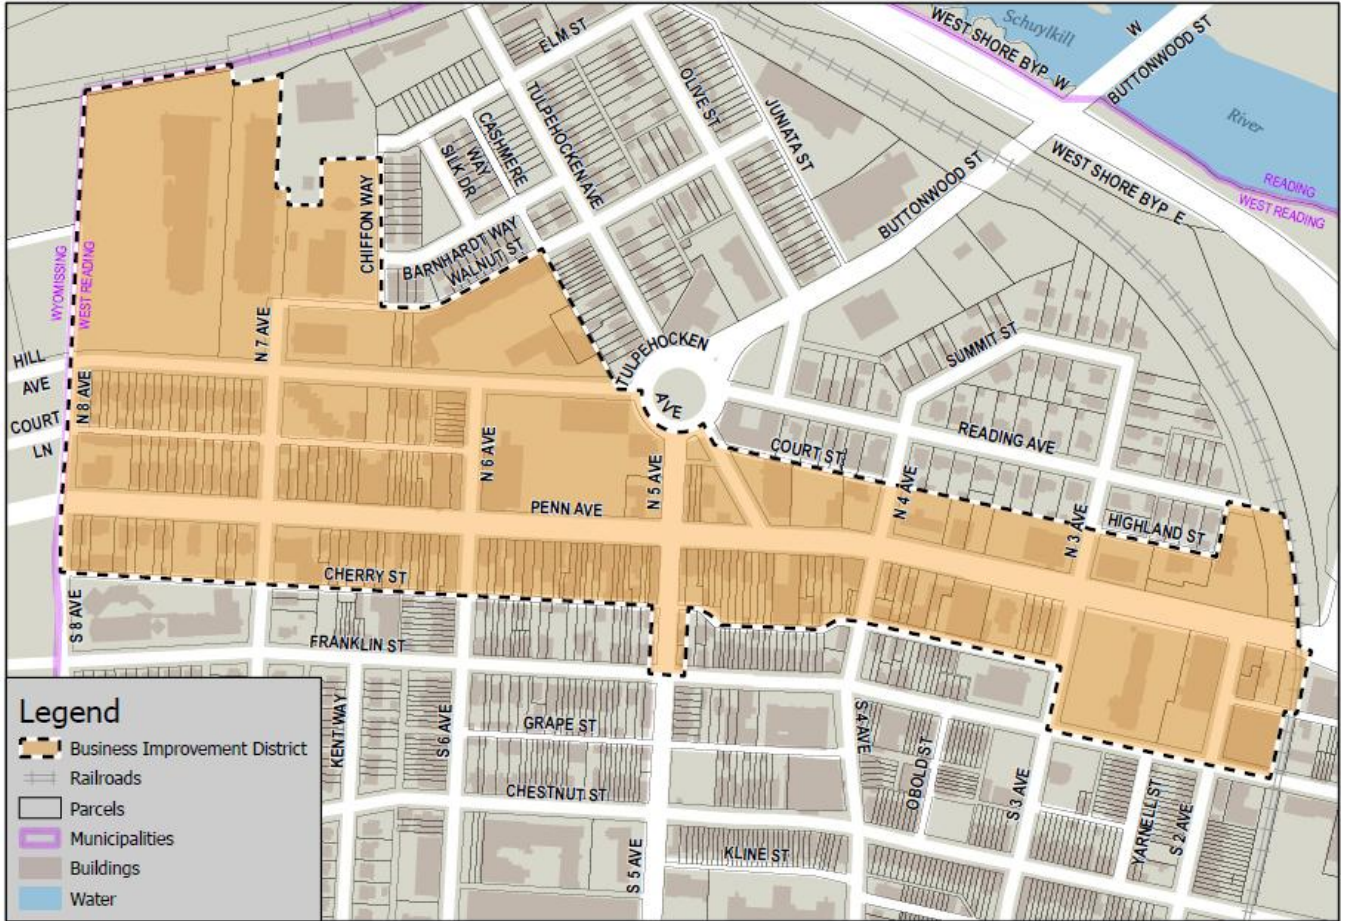 WEST SHORE BYP W
Schuylkill
W
BUTTONWOOD ST
River
ELM ST
OLIVE ST
JUNIATA ST
TULPEHOCKEN AVE
CASHMERE
WAY
SILK DR
BUTTONWOOD ST
WEST SHORE BYP E
READING
WEST READING
CHIFFON WAY
BARNHARDT WAY
WALNUT ST
WYOMISSING
WEST READING
N 7 AVE
HILL
AVE
N 8 AVE
COURT
LN
TULPEHOCKEN
AVE
SUMMIT ST
READING AVE
COURT ST
N 6 AVE
N 5 AVE
N 4 AVE
PENN AVE
N 3 AVE
HIGHLAND ST
CHERRY ST
S 8 AVE
FRANKLIN ST
KENT WAY
S 6 AVE
GRAPE ST
S 4 AVE
OBOLD ST
S 3 AVE
CHESTNUT ST
YARNELL ST
S 2 AVE
KLINE ST
S 5 AVE
Legend
Business Improvement District
Railroads
Parcels
Municipalities
Buildings
Water